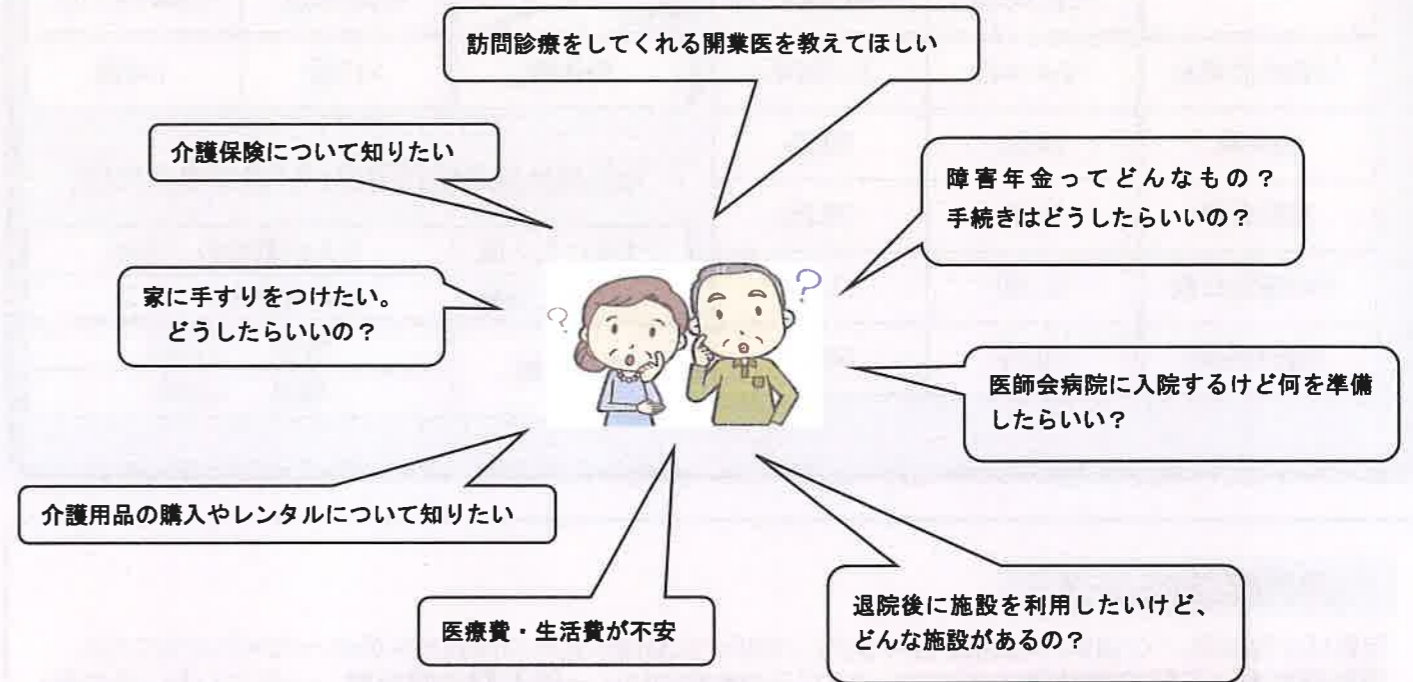 訪問診療をしてくれる開業医を教えてほしい
介護保険について知りたい
障害年金ってどんなもの？
手続きはどうしたらいいの？
家に手すりをつけたい。
どうしたらいいの？
医師会病院に入院するけど何を準備
したらいい？
介護用品の購入やレンタルについて知りたい
医療費・生活費が不安
退院後に施設を利用したいけど、
どんな施設があるの？